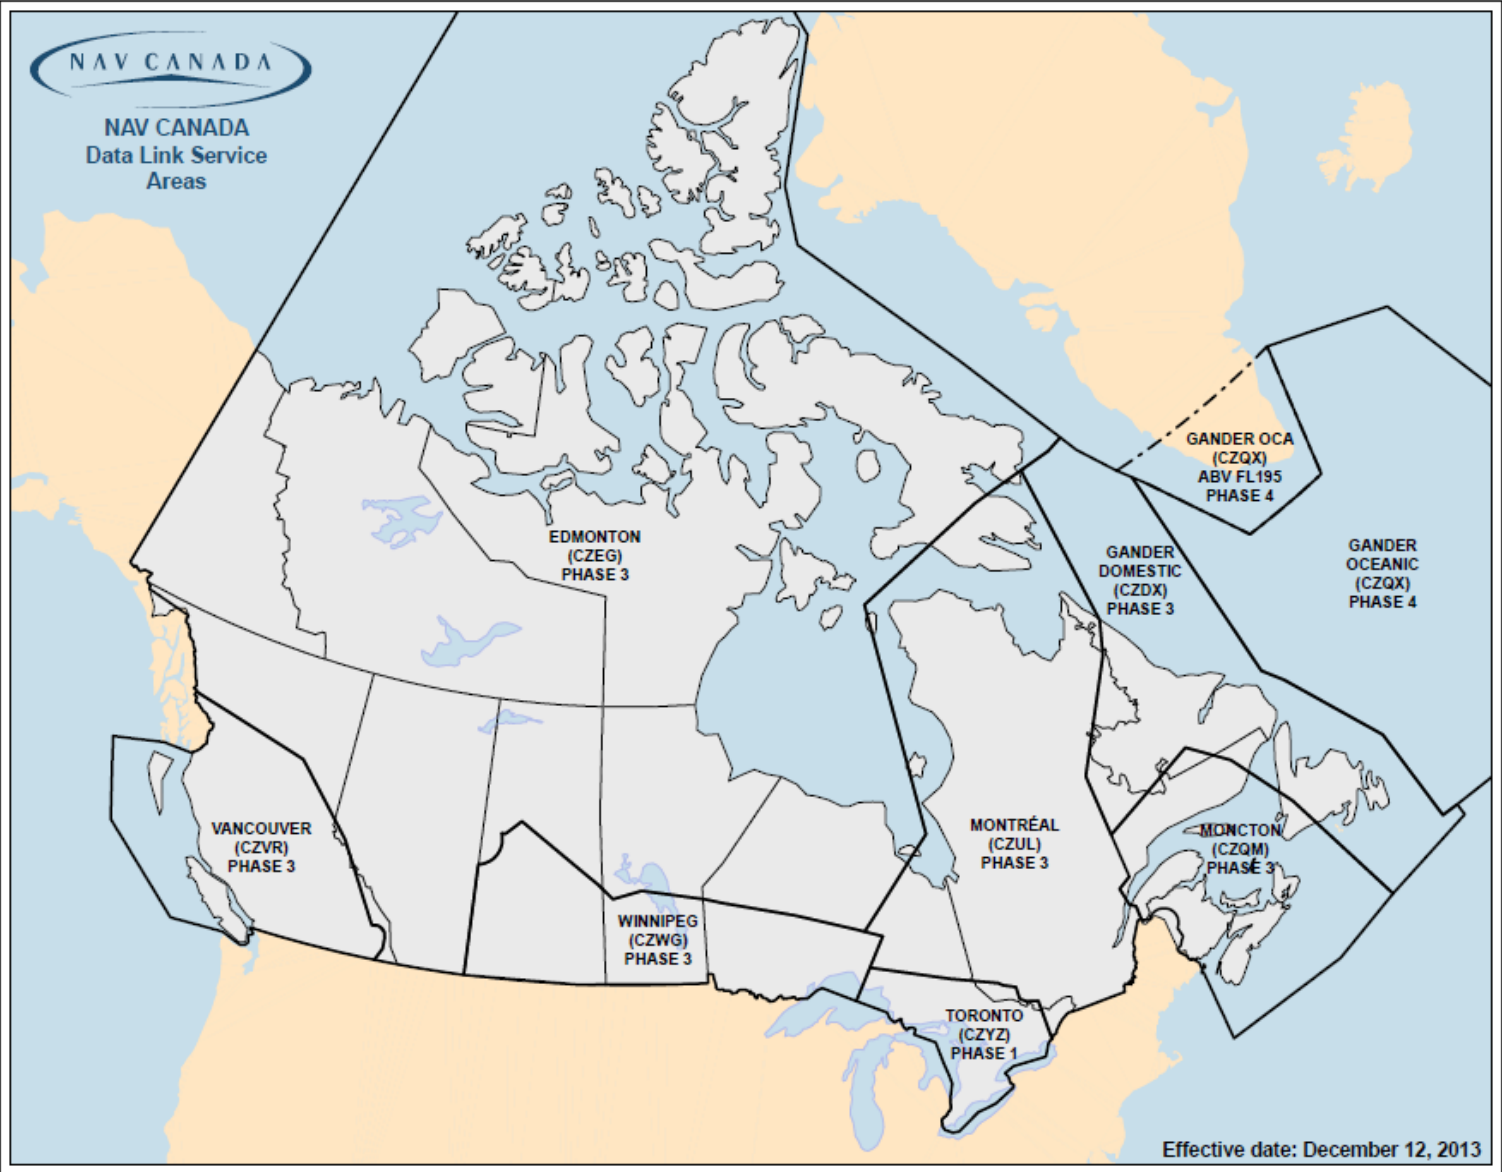 NAV CANADA
NAV CANADA
Data Link Service
Areas
GANDER OCA
(CZQX)
ABV FL195
PHASE 4
EDMONTON
(CZEG)
PHASE 3
GANDER
DOMESTIC
(CZDX)
PHASE 3
GANDER
OCEANIC
(CZQX)
PHASE 4
VANCOUVER
(CZVR)
PHASE 3
MONTRÉAL
(CZUL)
PHASE 3
MONCTON
(CZQM)
PHASE 3
WINNIPEG
(CZWG)
PHASE 3
TORONTO
(CZYZ)
PHASE 1
Effective date: December 12, 2013